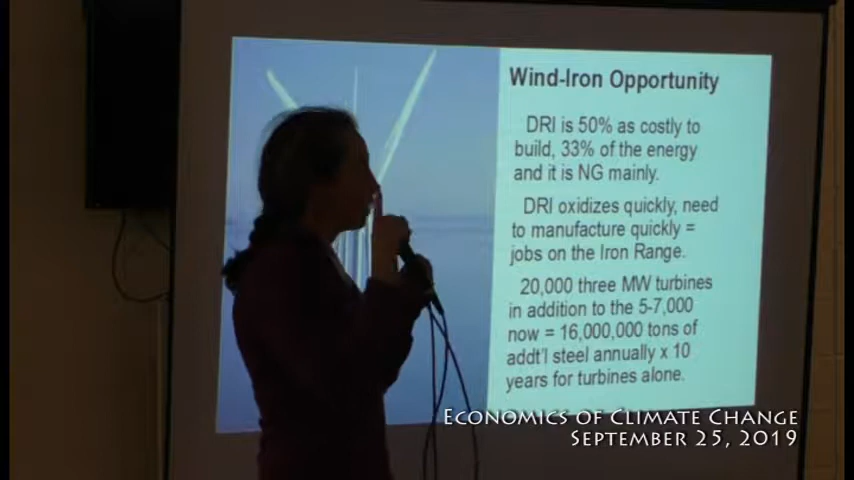 Wind-Iron Opportunity
DRI is 50% as costly to
build, 33% of the energy
and it is NG mainly.
DRI oxidizes quickly, need
to manufacture quickly =
jobs on the Iron Range.
20,000 three MW turbines
in addition to the 5-7,000
now = 16,000,000 tons of
addt'l steel annually x 10
years for turbines alone.
Economics of Climate Change
September 25, 2019